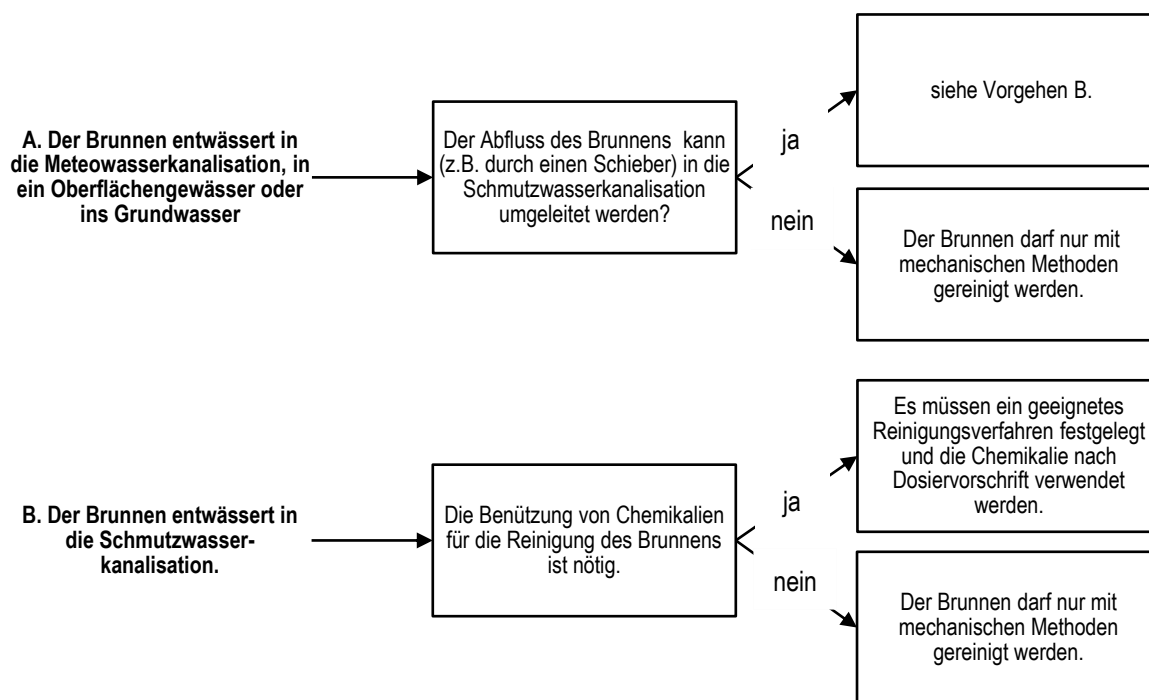 A. Der Brunnen entwässert in
die Meteowasserkanalisation, in
ein Oberflächengewässer oder
ins Grundwasser
Der Abfluss des Brunnens kann
(z.B. durch einen Schieber) in die
Schmutzwasserkanalisation
umgeleitet werden?
ja
siehe Vorgehen B.
nein
Der Brunnen darf nur mit
mechanischen Methoden
gereinigt werden.
B. Der Brunnen entwässert in
die Schmutzwasser-
kanalisation.
Die Benützung von Chemikalien
für die Reinigung des Brunnens
ist nötig.
ja
Es müssen ein geeignetes
Reinigungsverfahren festgelegt
und die Chemikalie nach
Dosiervorschrift verwendet
werden.
nein
Der Brunnen darf nur mit
mechanischen Methoden
gereinigt werden.